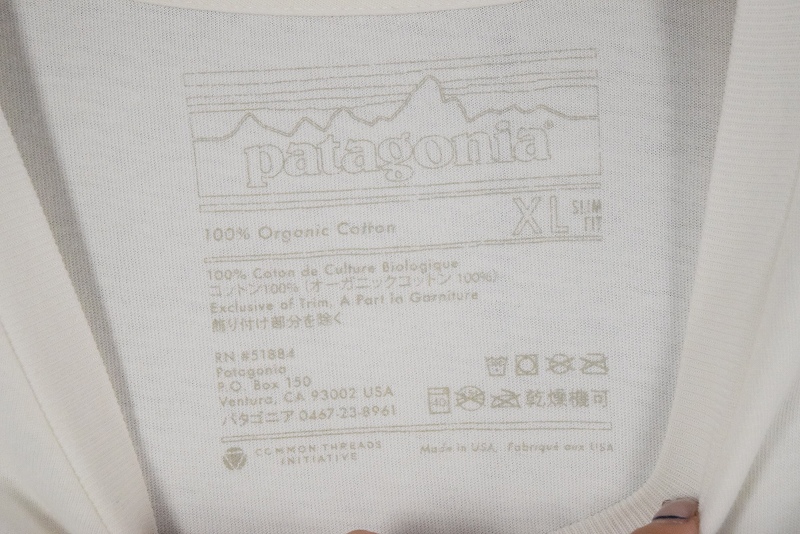 patagonia®
100% Organic Cotton
XL SLIM FIT
100% Coton de Culture Biologique
コットン100% (オーガニックコットン 100%)
Exclusive of Trim, A Part la Garniture
飾り付け部分を除く
RN #51884
Patagonia
P.O. Box 150
Ventura, CA 93002 USA
パタゴニア 0467-23-8961
40
乾燥機可
COMMON THREADS
INITIATIVE
Made in USA, Fabriqué aux USA